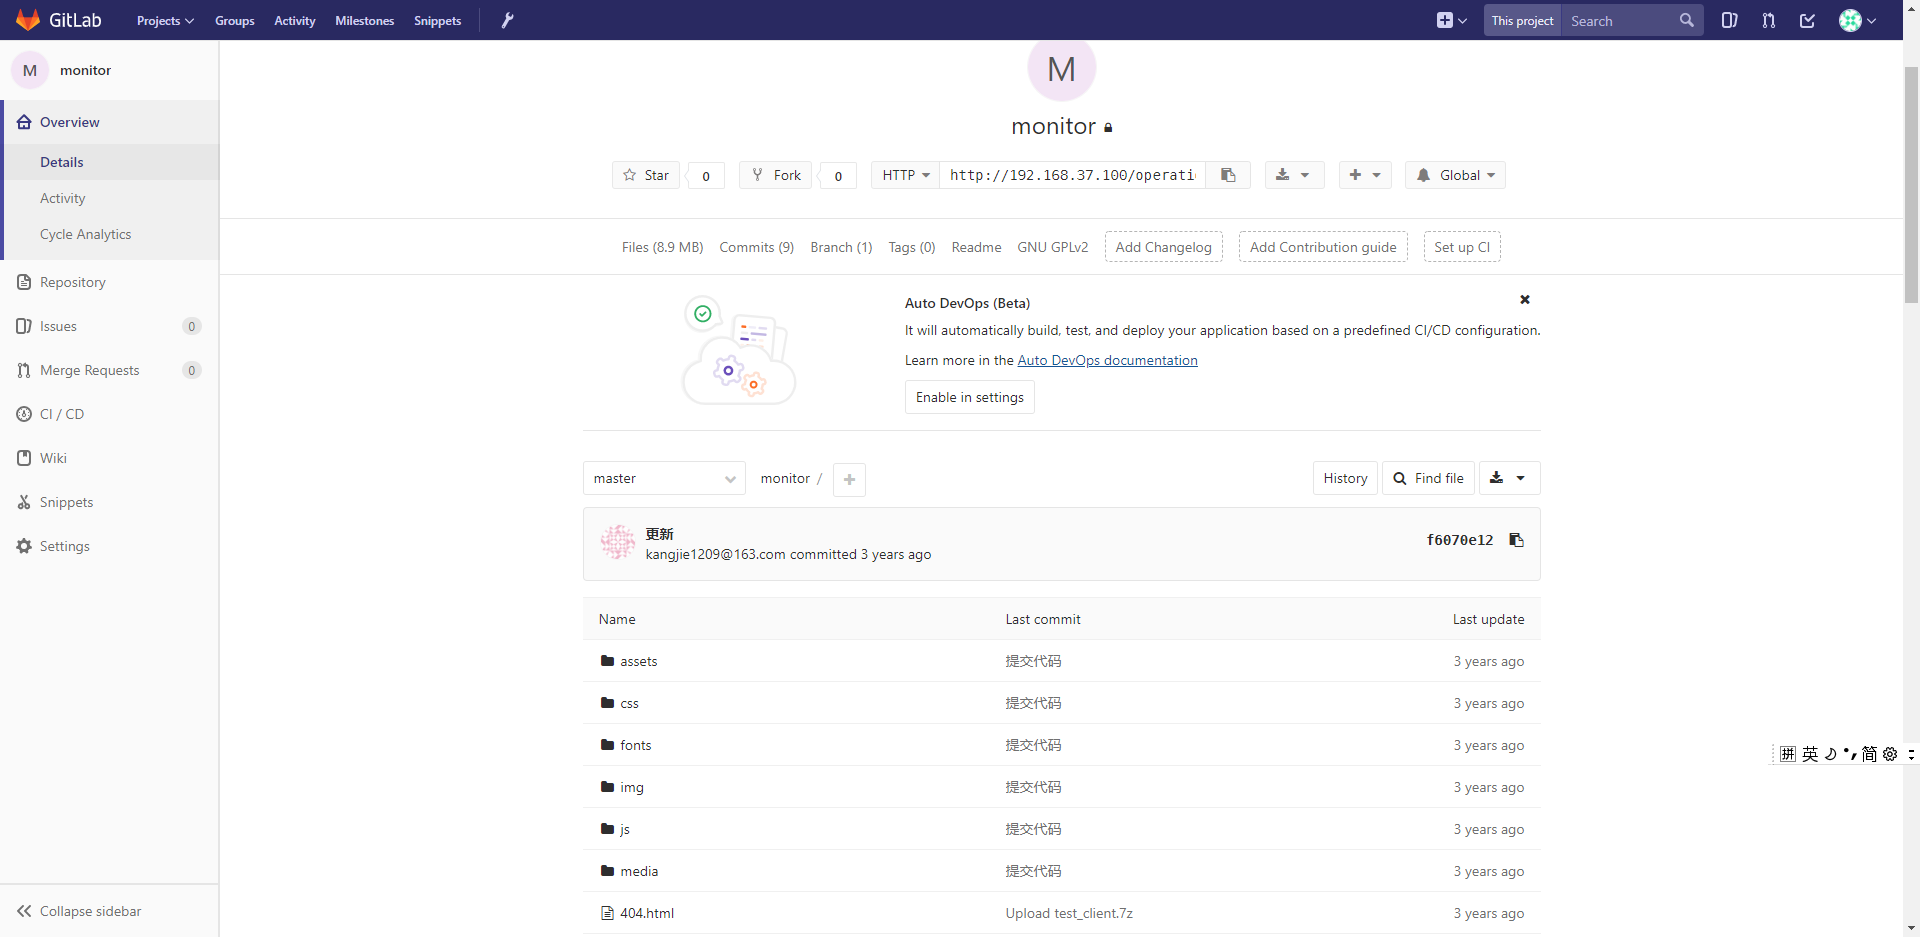 GitLab Projects Groups Activity Milestones Snippets This project Search
M monitor
Overview
Details
Activity
Cycle Analytics
Repository
Issues 0
Merge Requests 0
CI / CD
Wiki
Snippets
Settings
Collapse sidebar
M
monitor
Star 0 Fork 0 HTTP http://192.168.37.100/operati Global
Files (8.9 MB) Commits (9) Branch (1) Tags (0) Readme GNU GPLv2 Add Changelog Add Contribution guide Set up CI
Auto DevOps (Beta)
It will automatically build, test, and deploy your application based on a predefined CI/CD configuration.
Learn more in the Auto DevOps documentation
Enable in settings
master monitor / History Find file
更新
kangjie1209@163.com committed 3 years ago
f6070e12
Name Last commit Last update
assets 提交代码 3 years ago
css 提交代码 3 years ago
fonts 提交代码 3 years ago
img 提交代码 3 years ago
js 提交代码 3 years ago
media 提交代码 3 years ago
404.html Upload test_client.7z 3 years ago
拼 英 简